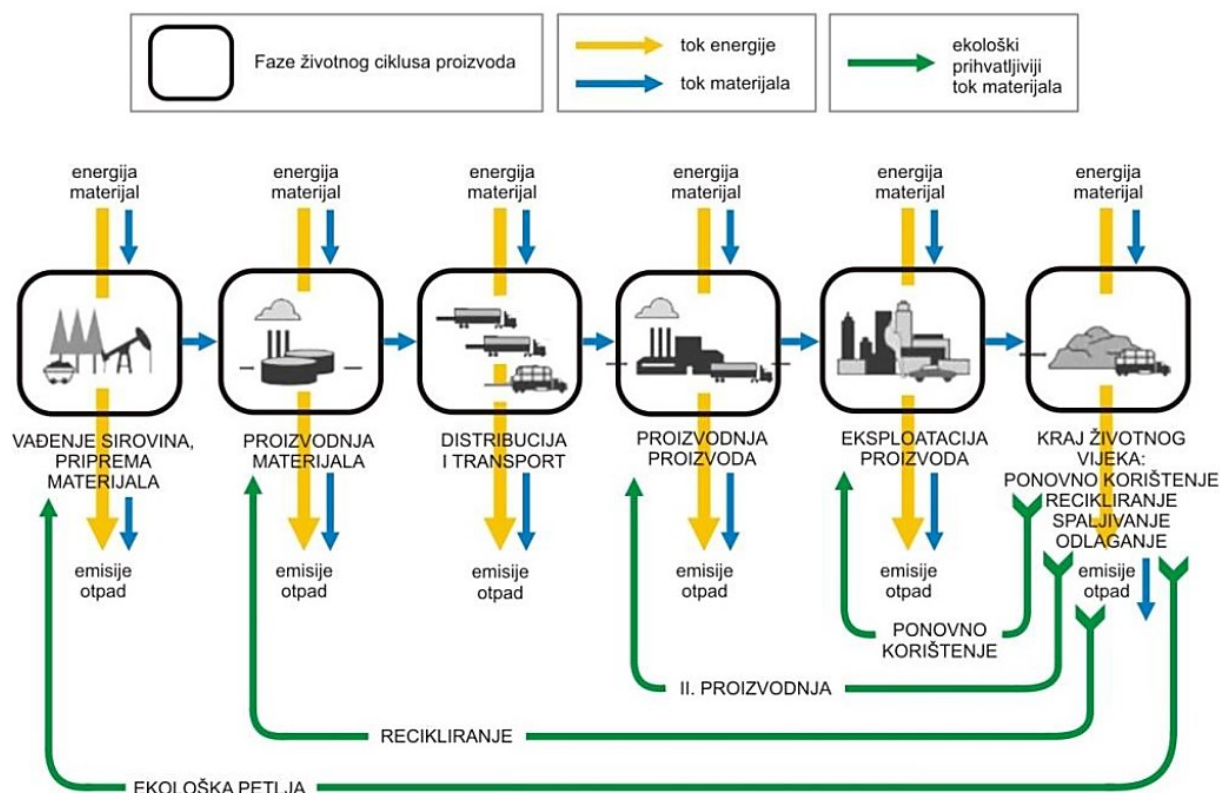 Faze životnog ciklusa proizvoda
tok energije
tok materijala
ekološki
prihvatljiviji
tok materijala
energija
materijal
energija
materijal
energija
materijal
energija
materijal
energija
materijal
energija
materijal
VAĐENJE SIROVINA,
PRIPREMA
MATERIJALA
PROIZVODNJA
MATERIJALA
DISTRIBUCIJA
I TRANSPORT
PROIZVODNJA
PROIZVODA
EKSPLOATACIJA
PROIZVODA
KRAJ ŽIVOTNOG
VIJEKA:
PONOVNO KORIŠTENJE
RECIKLIRANJE
SPALJIVANJE
ODLAGANJE
emisije
otpad
emisije
otpad
emisije
otpad
emisije
otpad
emisije
otpad
emisije
otpad
PONOVNO
KORIŠTENJE
II. PROIZVODNJA
RECIKLIRANJE
EKOLOŠKA PETLJA